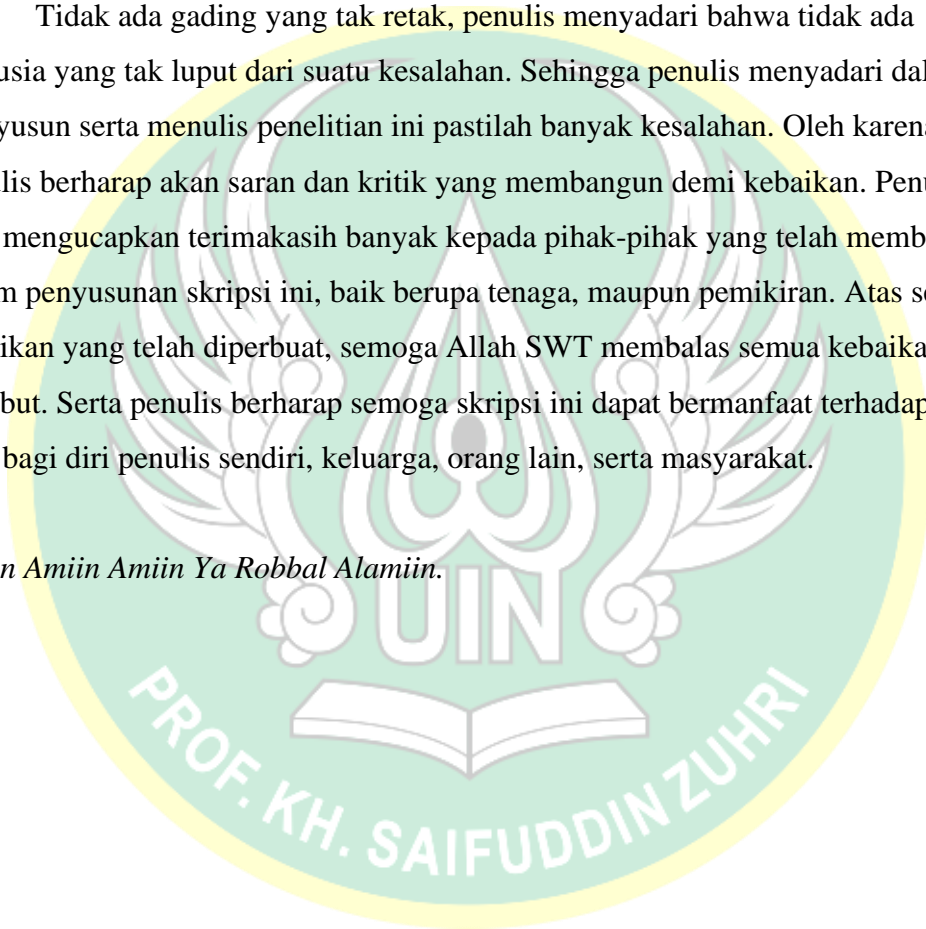 Tidak ada gading yang tak retak, penulis menyadari bahwa tidak ada
usia yang tak luput dari suatu kesalahan. Sehingga penulis menyadari dal
yusun serta menulis penelitian ini pastilah banyak kesalahan. Oleh karena
lis berharap akan saran dan kritik yang membangun demi kebaikan. Penu
mengucapkan terimakasih banyak kepada pihak-pihak yang telah memb
m penyusunan skripsi ini, baik berupa tenaga, maupun pemikiran. Atas se
ikan yang telah diperbuat, semoga Allah SWT membalas semua kebaika
but. Serta penulis berharap semoga skripsi ini dapat bermanfaat terhadap
bagi diri penulis sendiri, keluarga, orang lain, serta masyarakat.
n Amiin Amiin Ya Robbal Alamiin.
UIN
PROF. KH. SAIFUDDIN ZUHRI